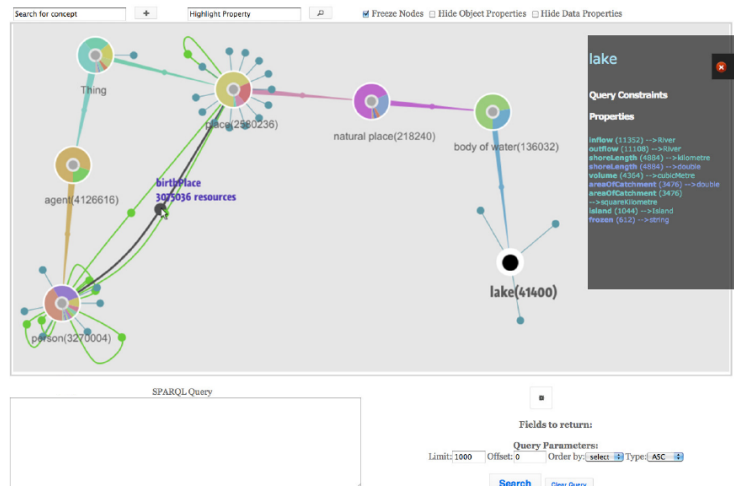 Search for concept + Highlight Property Freeze Nodes Hide Object Properties Hide Data Properties
lake
Thing
Query Constraints
place(2580236)
Properties
natural place(218240)
body of water(136032)
inflow (11352) -->River
outflow (11108) -->River
shoreLength (4884) -->kilometre
shoreLength (4884) -->double
volume (4364) -->cubicMetre
areaOfCatchment (3476) -->double
areaOfCatchment (3476)
-->squareKilometre
island (1044) -->Island
frozen (612) -->string
birthPlace
3075036 resources
agent(4126616)
lake(41400)
person(3270004)
SPARQL Query
Fields to return:
Query Parameters:
Limit: 1000 Offset: 0 Order by: select Type: ASC
Search Clear Query